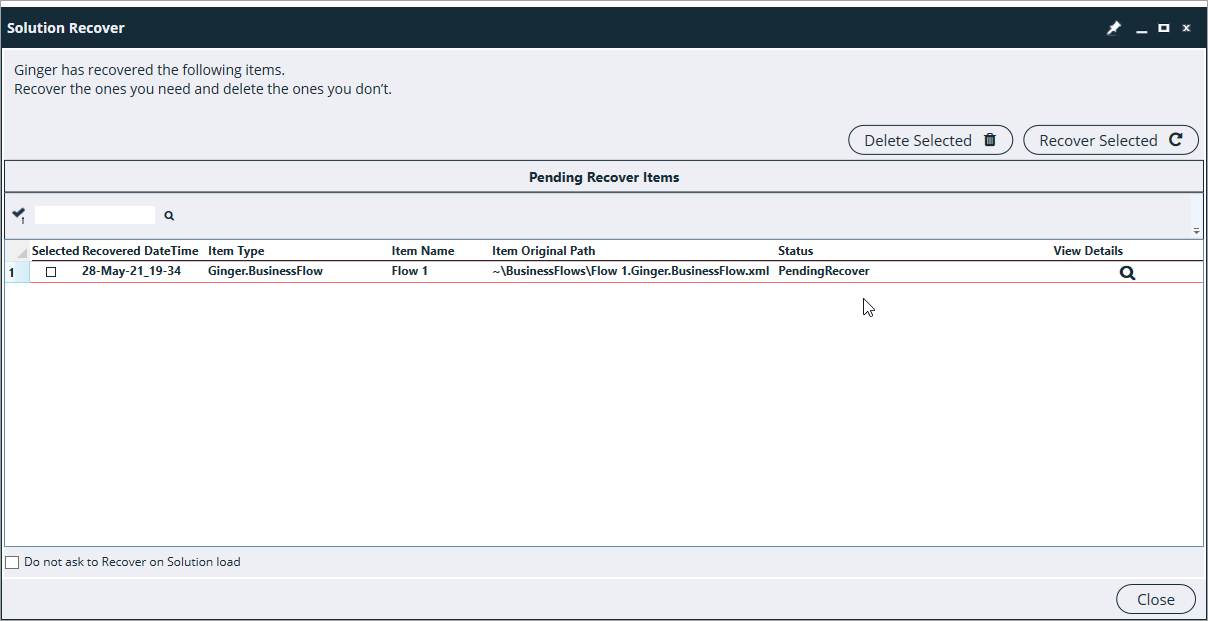 Solution Recover
Ginger has recovered the following items.
Recover the ones you need and delete the ones you don't.
Delete Selected
Recover Selected
Pending Recover Items
Selected Recovered DateTime Item Type Item Name Item Original Path Status View Details
1 28-May-21_19-34 Ginger.BusinessFlow Flow 1 ~\BusinessFlows\Flow 1.Ginger.BusinessFlow.xml PendingRecover
Do not ask to Recover on Solution load
Close